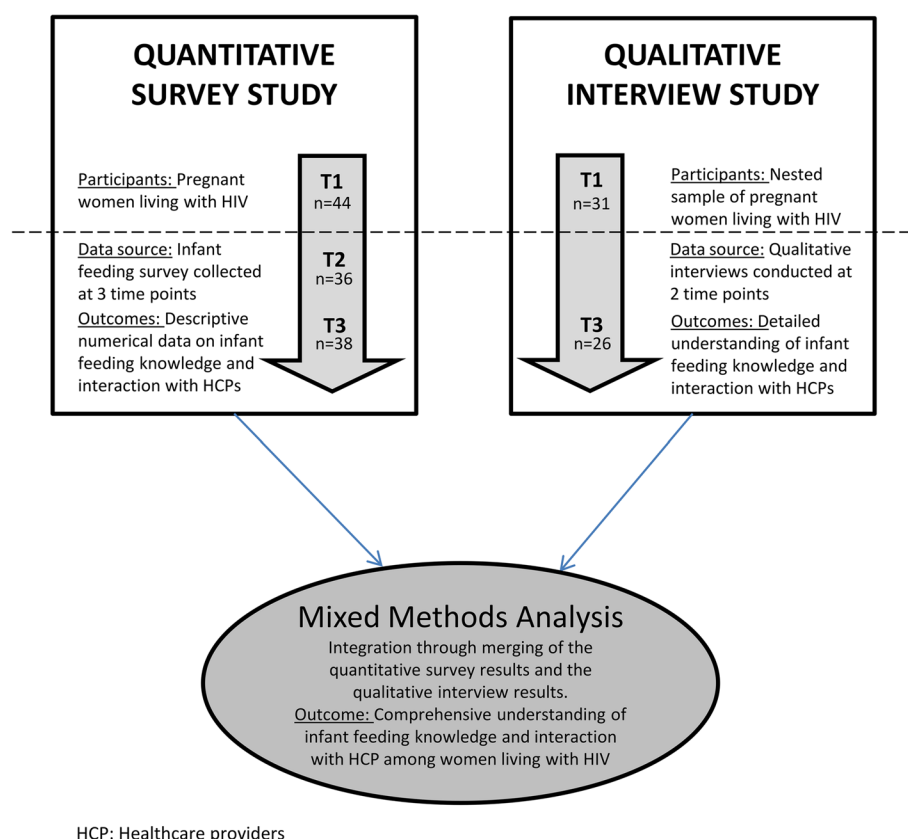 QUANTITATIVE
SURVEY STUDY
Participants: Pregnant
women living with HIV
Data source: Infant
feeding survey collected
at 3 time points
Outcomes: Descriptive
numerical data on infant
feeding knowledge and
interaction with HCPs
T1
n=44
T2
n=36
T3
n=38
QUALITATIVE
INTERVIEW STUDY
T1
n=31
T3
n=26
Participants: Nested
sample of pregnant
women living with HIV
Data source: Qualitative
interviews conducted at
2 time points
Outcomes: Detailed
understanding of infant
feeding knowledge and
interaction with HCPs
Mixed Methods Analysis
Integration through merging of the
quantitative survey results and the
qualitative interview results.
Outcome: Comprehensive understanding of
infant feeding knowledge and interaction
with HCP among women living with HIV
HCP: Healthcare providers